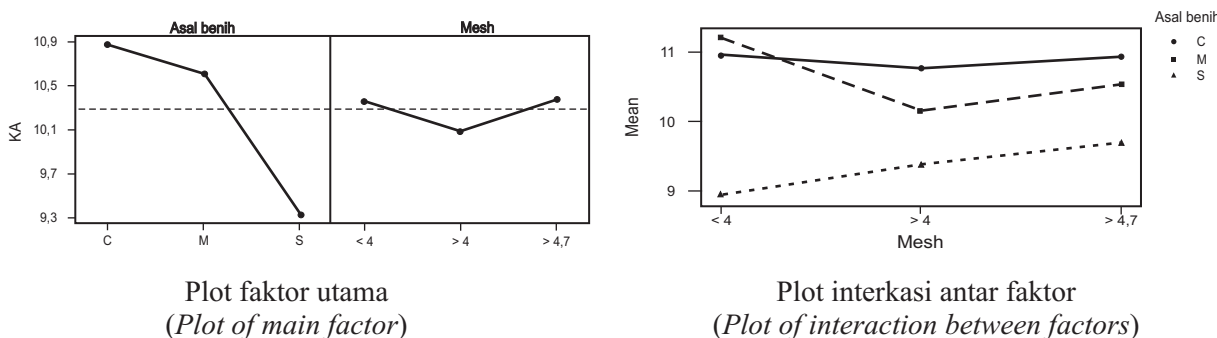 Asal benih
Mesh
10,9
10,5
10,1
9,7
9,3
KA
C M S < 4 > 4 > 4,7
Plot faktor utama
(Plot of main factor)
Asal benih
C
M
S
11
10
9
Mean
< 4 > 4 > 4,7
Mesh
Plot interkasi antar faktor
(Plot of interaction between factors)